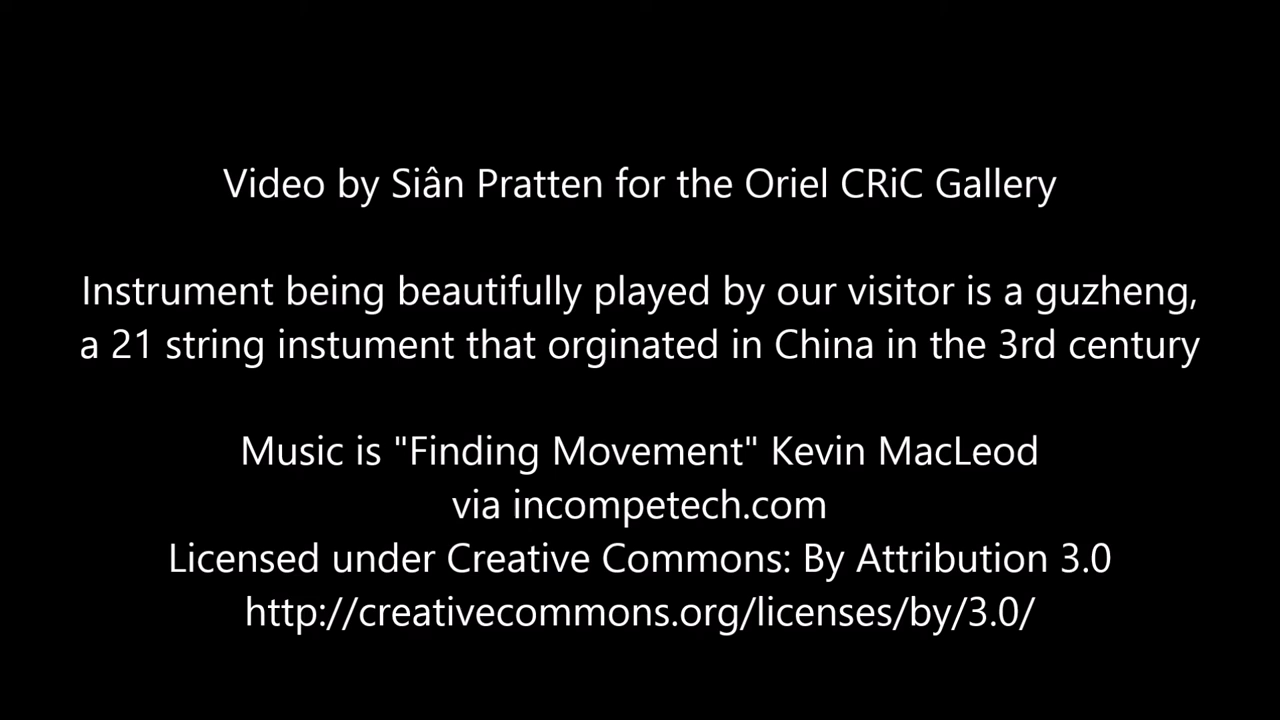 Video by Siân Pratten for the Oriel CRiC Gallery
Instrument being beautifully played by our visitor is a guzheng,
a 21 string instument that orginated in China in the 3rd century
Music is "Finding Movement" Kevin MacLeod
via incompetech.com
Licensed under Creative Commons: By Attribution 3.0
http://creativecommons.org/licenses/by/3.0/